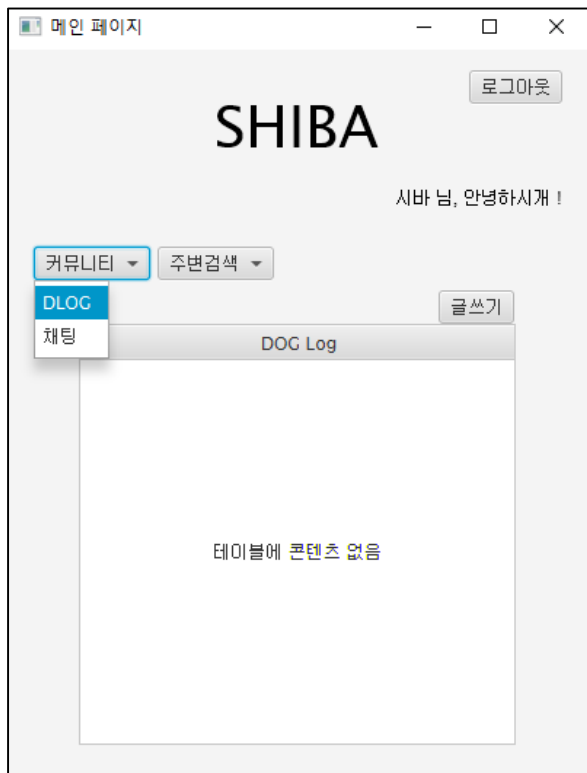 메인 페이지
로그아웃
SHIBA
시바 님, 안녕하시개 !
커뮤니티 주변검색
DLOG
채팅
글쓰기
DOG Log
테이블에 콘텐츠 없음